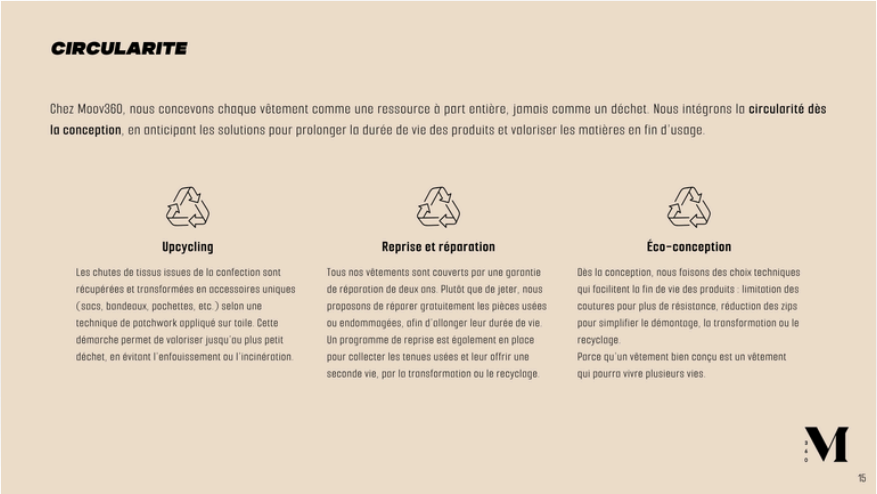 CIRCULARITE
Chez Moov360, nous concevons chaque vêtement comme une ressource à part entière, jamais comme un déchet. Nous intégrons la circularité dès
la conception, en anticipant les solutions pour prolonger la durée de vie des produits et valoriser les matières en fin d'usage.
Upcycling
Les chutes de tissus issues de la confection sont
récupérées et transformées en accessoires uniques
(sacs, bandeaux, pochettes, etc.) selon une
technique de patchwork appliqué sur toile. Cette
démarche permet de valoriser jusqu'au plus petit
déchet, en évitant l'enfouissement ou l'incinération.
Reprise et réparation
Tous nos vêtements sont couverts par une garantie
de réparation de deux ans. Plutôt que de jeter, nous
proposons de réparer gratuitement les pièces usées
ou endommagées, afin d'allonger leur durée de vie.
Un programme de reprise est également en place
pour collecter les tenues usées et leur offrir une
seconde vie, par la transformation ou le recyclage.
Éco-conception
Dès la conception, nous faisons des choix techniques
qui facilitent la fin de vie des produits : limitation des
coutures pour plus de résistance, réduction des zips
pour simplifier le démontage, la transformation ou le
recyclage.
Parce qu'un vêtement bien conçu est un vêtement
qui pourra vivre plusieurs vies.
360
M
15